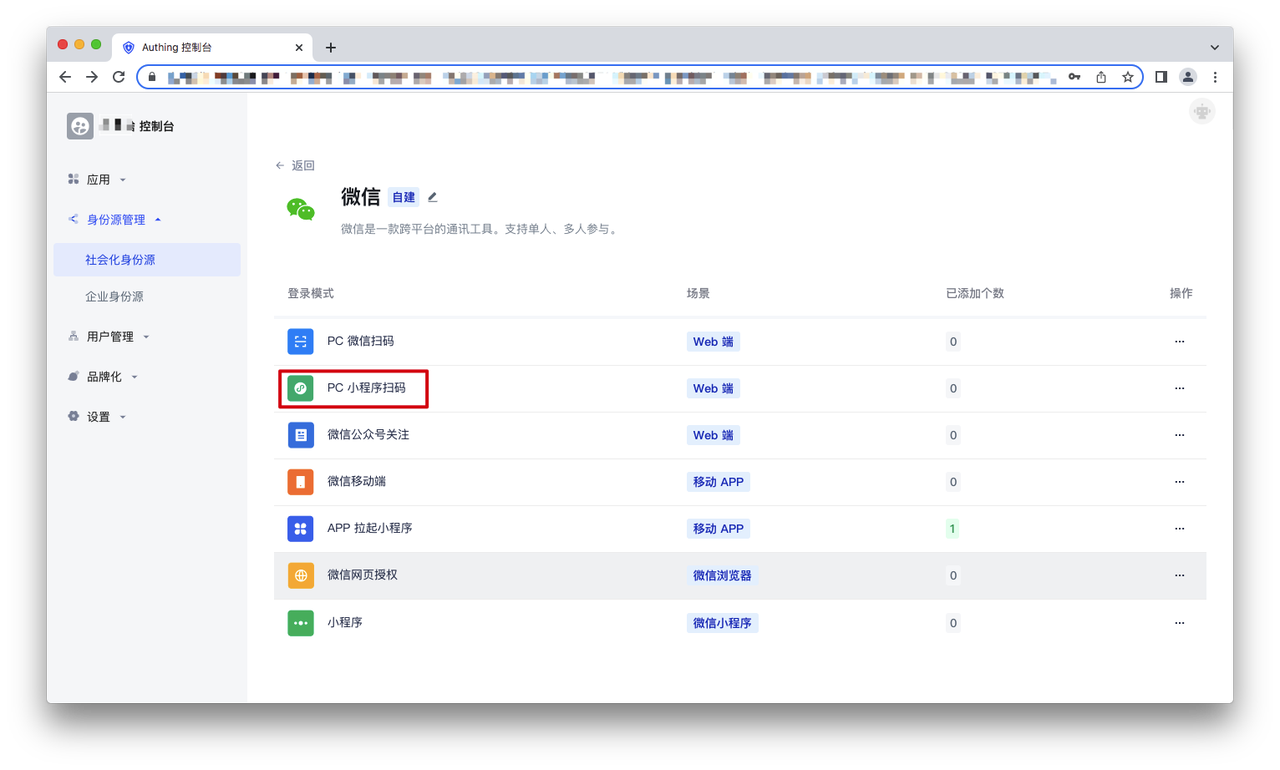 Authing 控制台
控制台
应用
身份源管理
社会化身份源
企业身份源
用户管理
品牌化
设置
返回
微信 自建
微信是一款跨平台的通讯工具。支持单人、多人参与。
登录模式 场景 已添加个数 操作
PC 微信扫码 Web 端 0
PC 小程序扫码 Web 端 0
微信公众号关注 Web 端 0
微信移动端 移动 APP 0
APP 拉起小程序 移动 APP 1
微信网页授权 微信浏览器 0
小程序 微信小程序 0